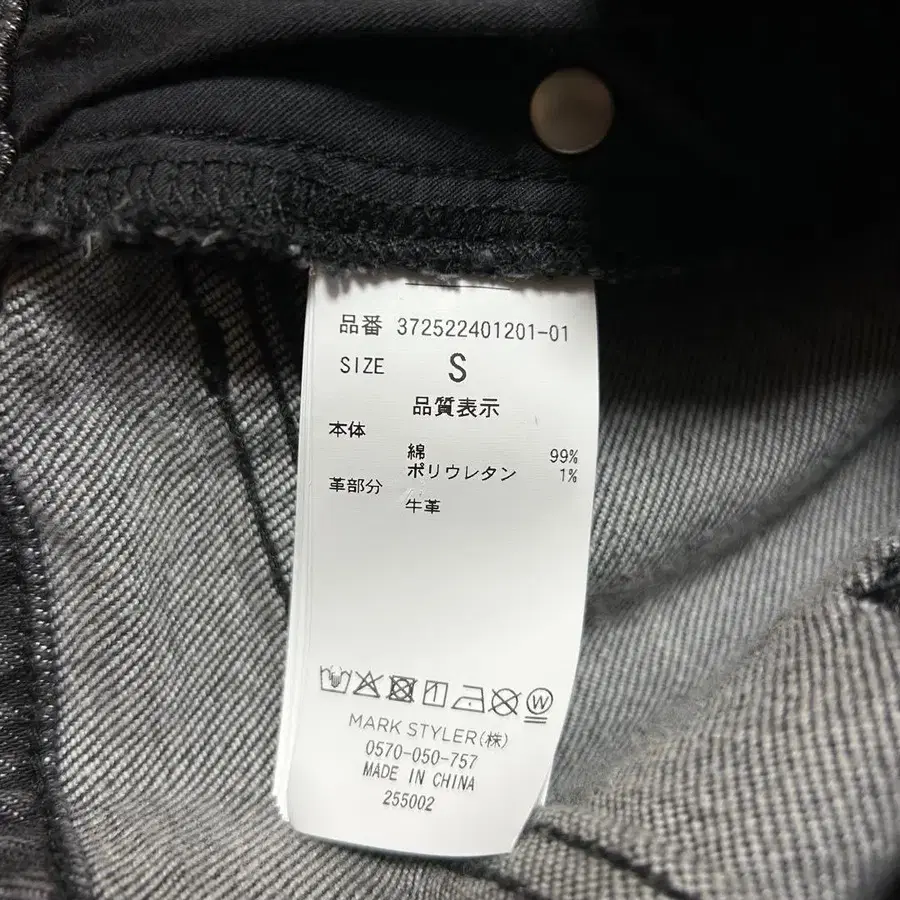 品番 372522401201-01
SIZE S
品質表示
本体
綿 99%
ポリウレタン 1%
革部分
牛革
W
MARK STYLER(株)
0570-050-757
MADE IN CHINA
255002